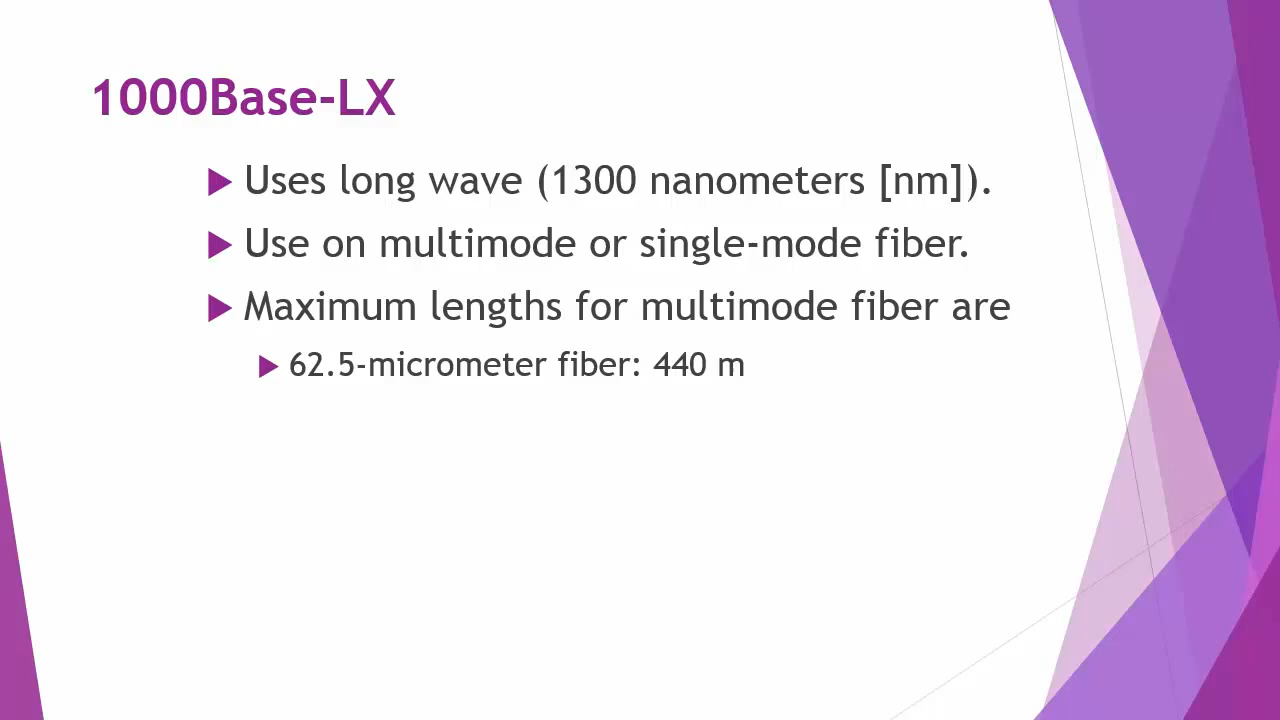 1000Base-LX
Uses long wave (1300 nanometers [nm]).
Use on multimode or single-mode fiber.
Maximum lengths for multimode fiber are
62.5-micrometer fiber: 440 m